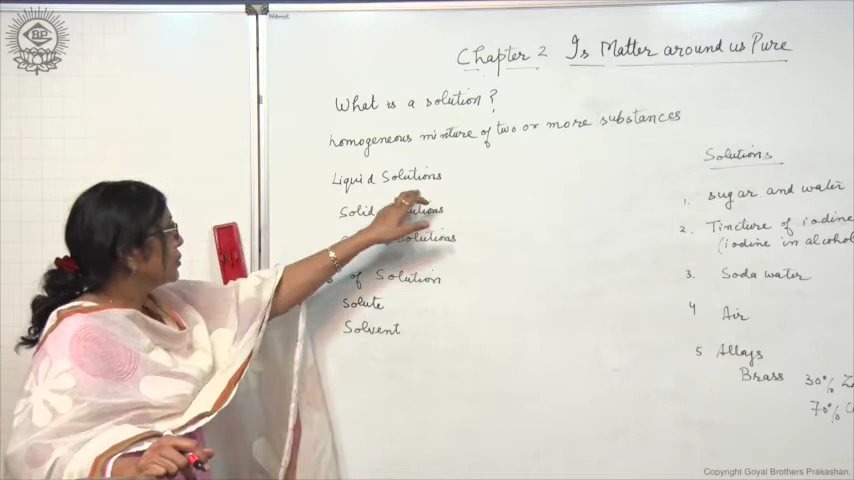 BP
Chapter 2 Is Matter around us Pure
What is a solution?
homogeneous mixture of two or more substances
Liquid Solutions
Solid
Solutions
of Solution
Solute
Solvent
Solutions
1. sugar and water
2. Tincture of iodine
(iodine in alcohol
3. Soda water
4 Air
5 Alloys
Brass 30%
70%
Copyright Goyal Brothers Prakashan.